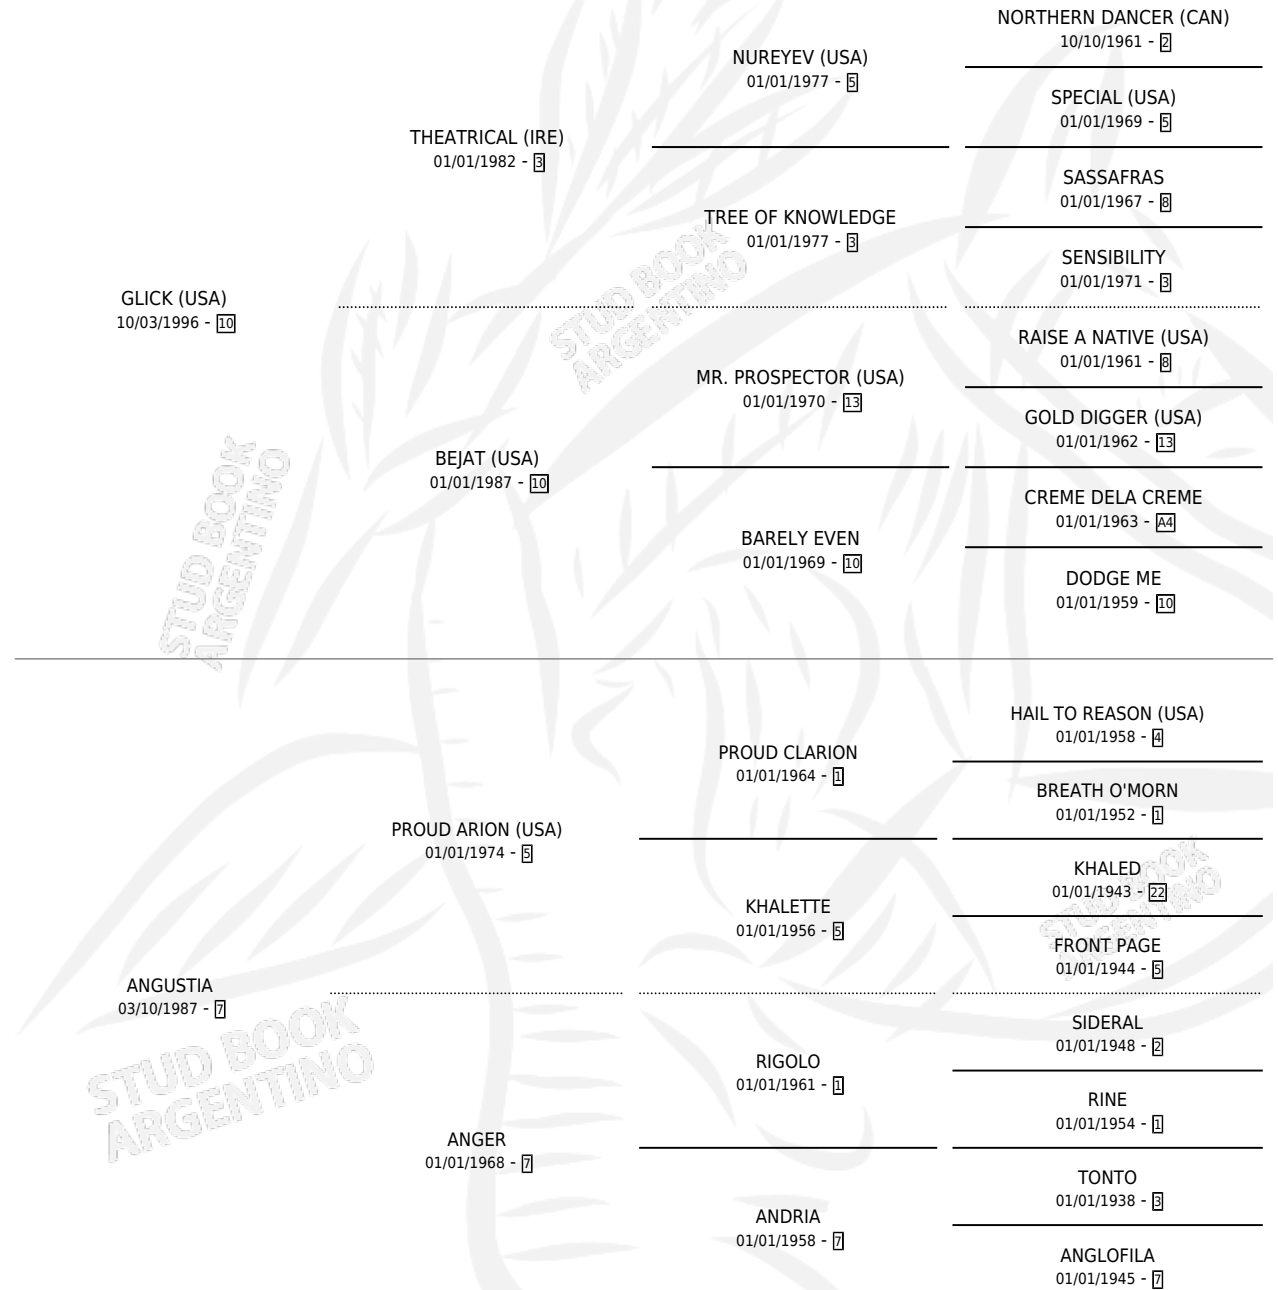 NORTHERN DANCER (CAN)
10/10/1961 - 2
NUREYEV (USA)
01/01/1977 - 5
SPECIAL (USA)
01/01/1969 - 5
THEATRICAL (IRE)
01/01/1982 - 3
SASSAFRAS
01/01/1967 - 8
TREE OF KNOWLEDGE
01/01/1977 - 3
SENSIBILITY
01/01/1971 - 3
GLICK (USA)
10/03/1996 - 10
STUD BOOK
ARGENTINO
RAISE A NATIVE (USA)
01/01/1961 - 8
MR. PROSPECTOR (USA)
01/01/1970 - 13
GOLD DIGGER (USA)
01/01/1962 - 13
BEJAT (USA)
01/01/1987 - 10
CREME DELA CREME
01/01/1963 - A4
BARELY EVEN
01/01/1969 - 10
DODGE ME
01/01/1959 - 10
STUD BOOK
ARGENTINO
HAIL TO REASON (USA)
01/01/1958 - 4
PROUD CLARION
01/01/1964 - 1
BREATH O'MORN
01/01/1952 - 1
PROUD ARION (USA)
01/01/1974 - 5
KHALED
01/01/1943 - 22
KHALETTE
01/01/1956 - 5
STUD BOOK
ARGENTINO
FRONT PAGE
01/01/1944 - 5
ANGUSTIA
03/10/1987 - 7
SIDERAL
01/01/1948 - 2
RIGOLO
01/01/1961 - 1
STUD BOOK
ARGENTINO
RINE
01/01/1954 - 1
ANGER
01/01/1968 - 7
TONTO
01/01/1938 - 3
ANDRIA
01/01/1958 - 7
ANGLOFILA
01/01/1945 - 7